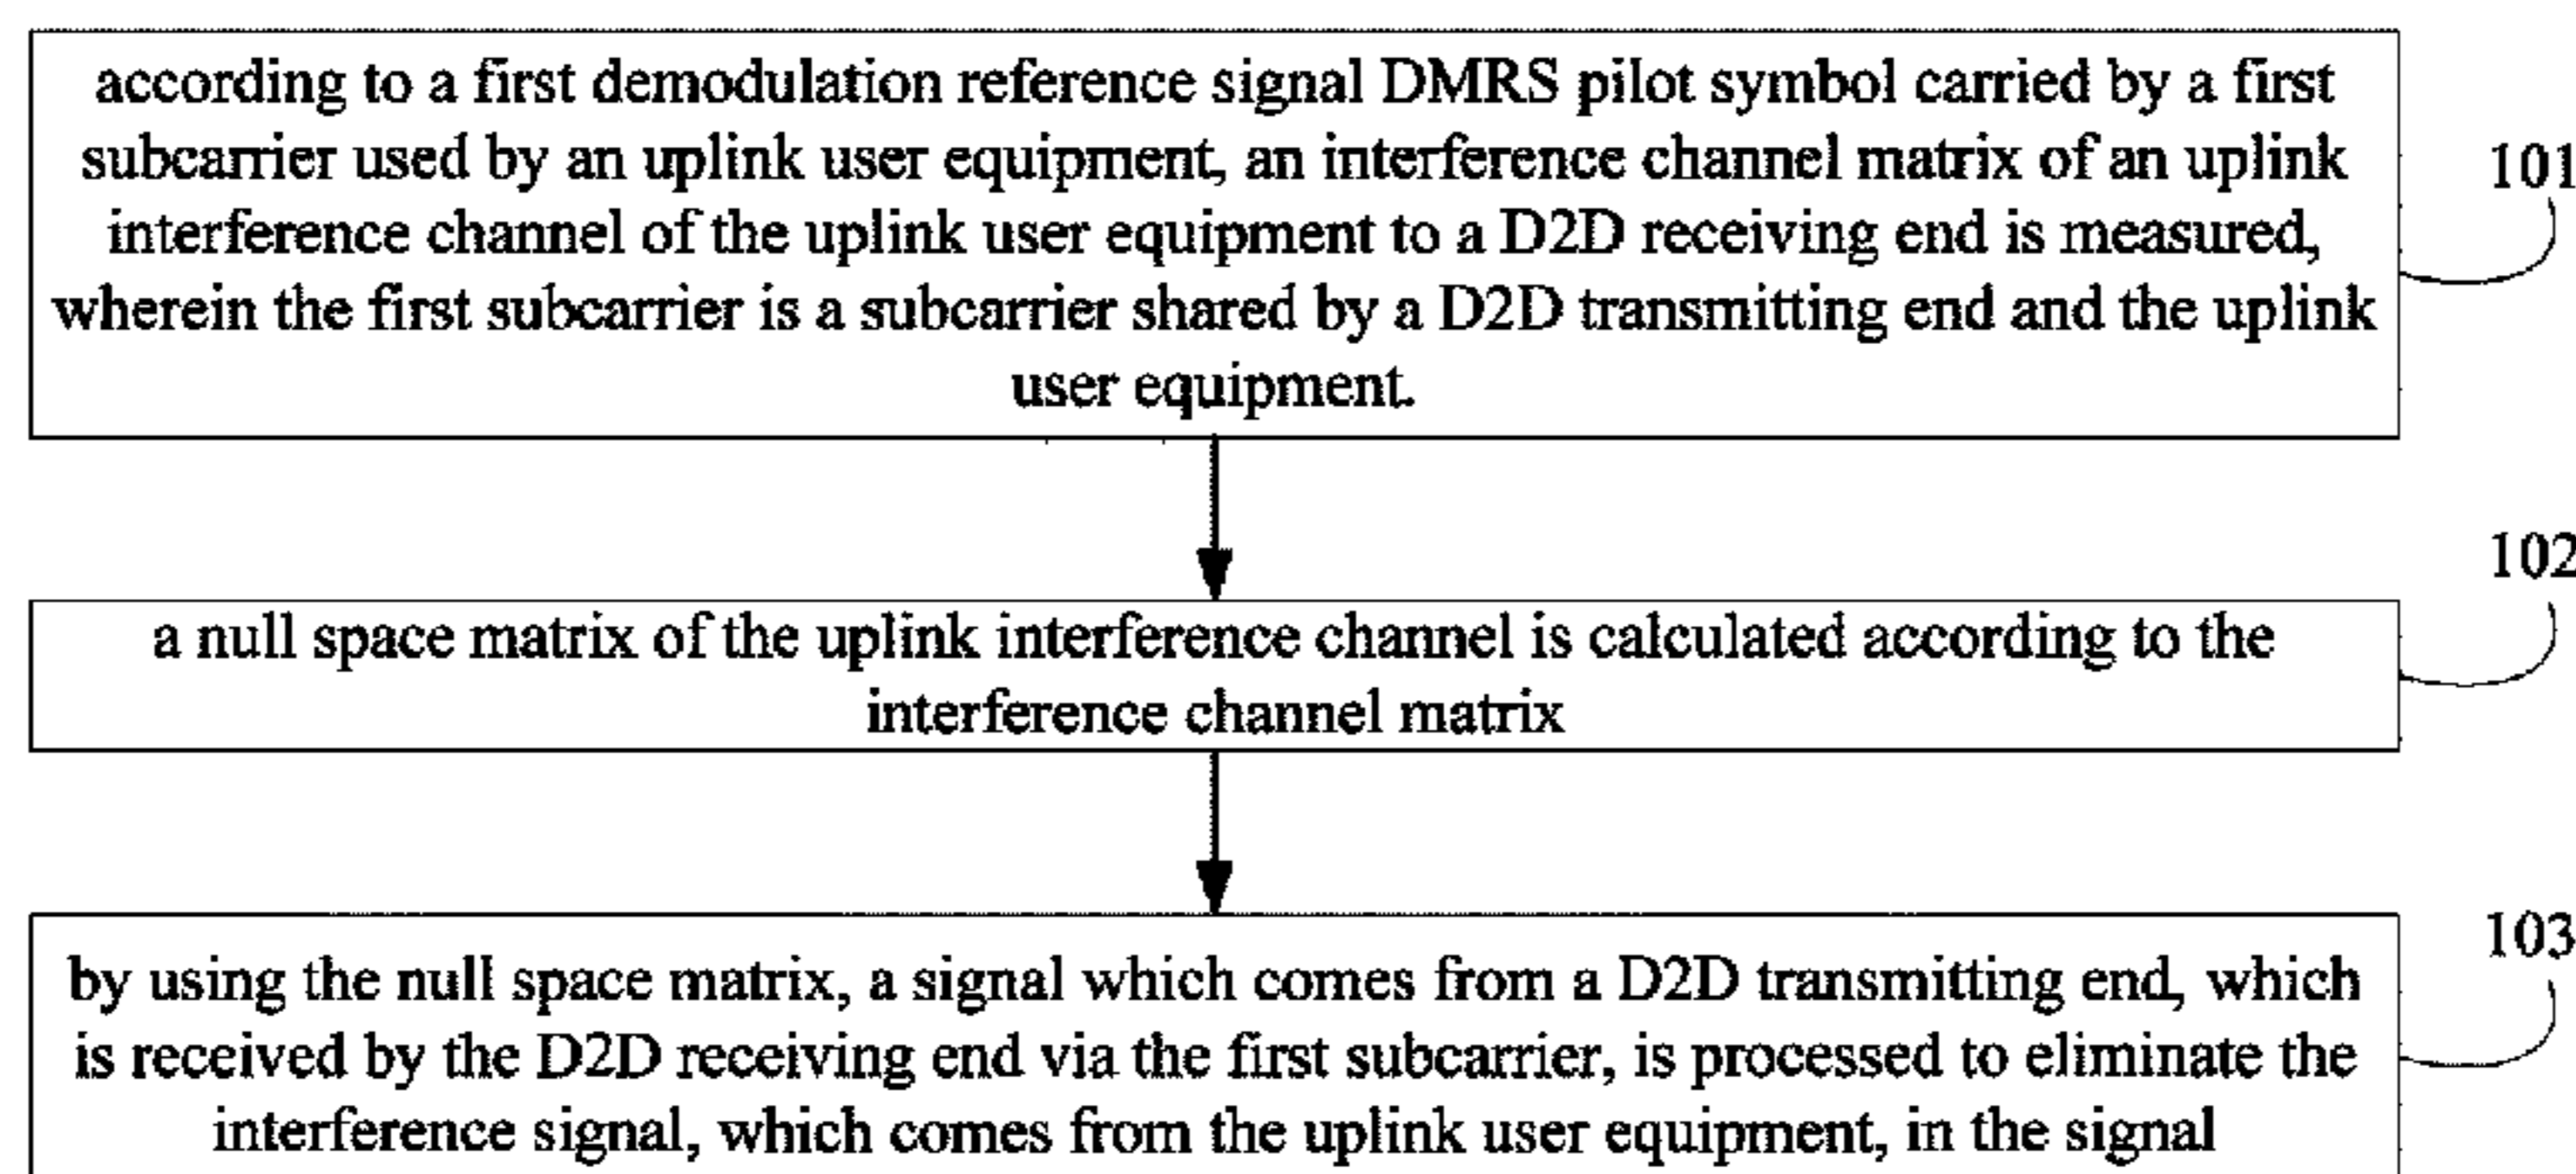 according to a first demodulation reference signal DMRS pilot symbol carried by a first
subcarrier used by an uplink user equipment, an interference channel matrix of an uplink
interference channel of the uplink user equipment to a D2D receiving end is measured,
wherein the first subcarrier is a subcarrier shared by a D2D transmitting end and the uplink
user equipment.
101
102
a null space matrix of the uplink interference channel is calculated according to the
interference channel matrix
103
by using the null space matrix, a signal which comes from a D2D transmitting end, which
is received by the D2D receiving end via the first subcarrier, is processed to eliminate the
interference signal, which comes from the uplink user equipment, in the signal